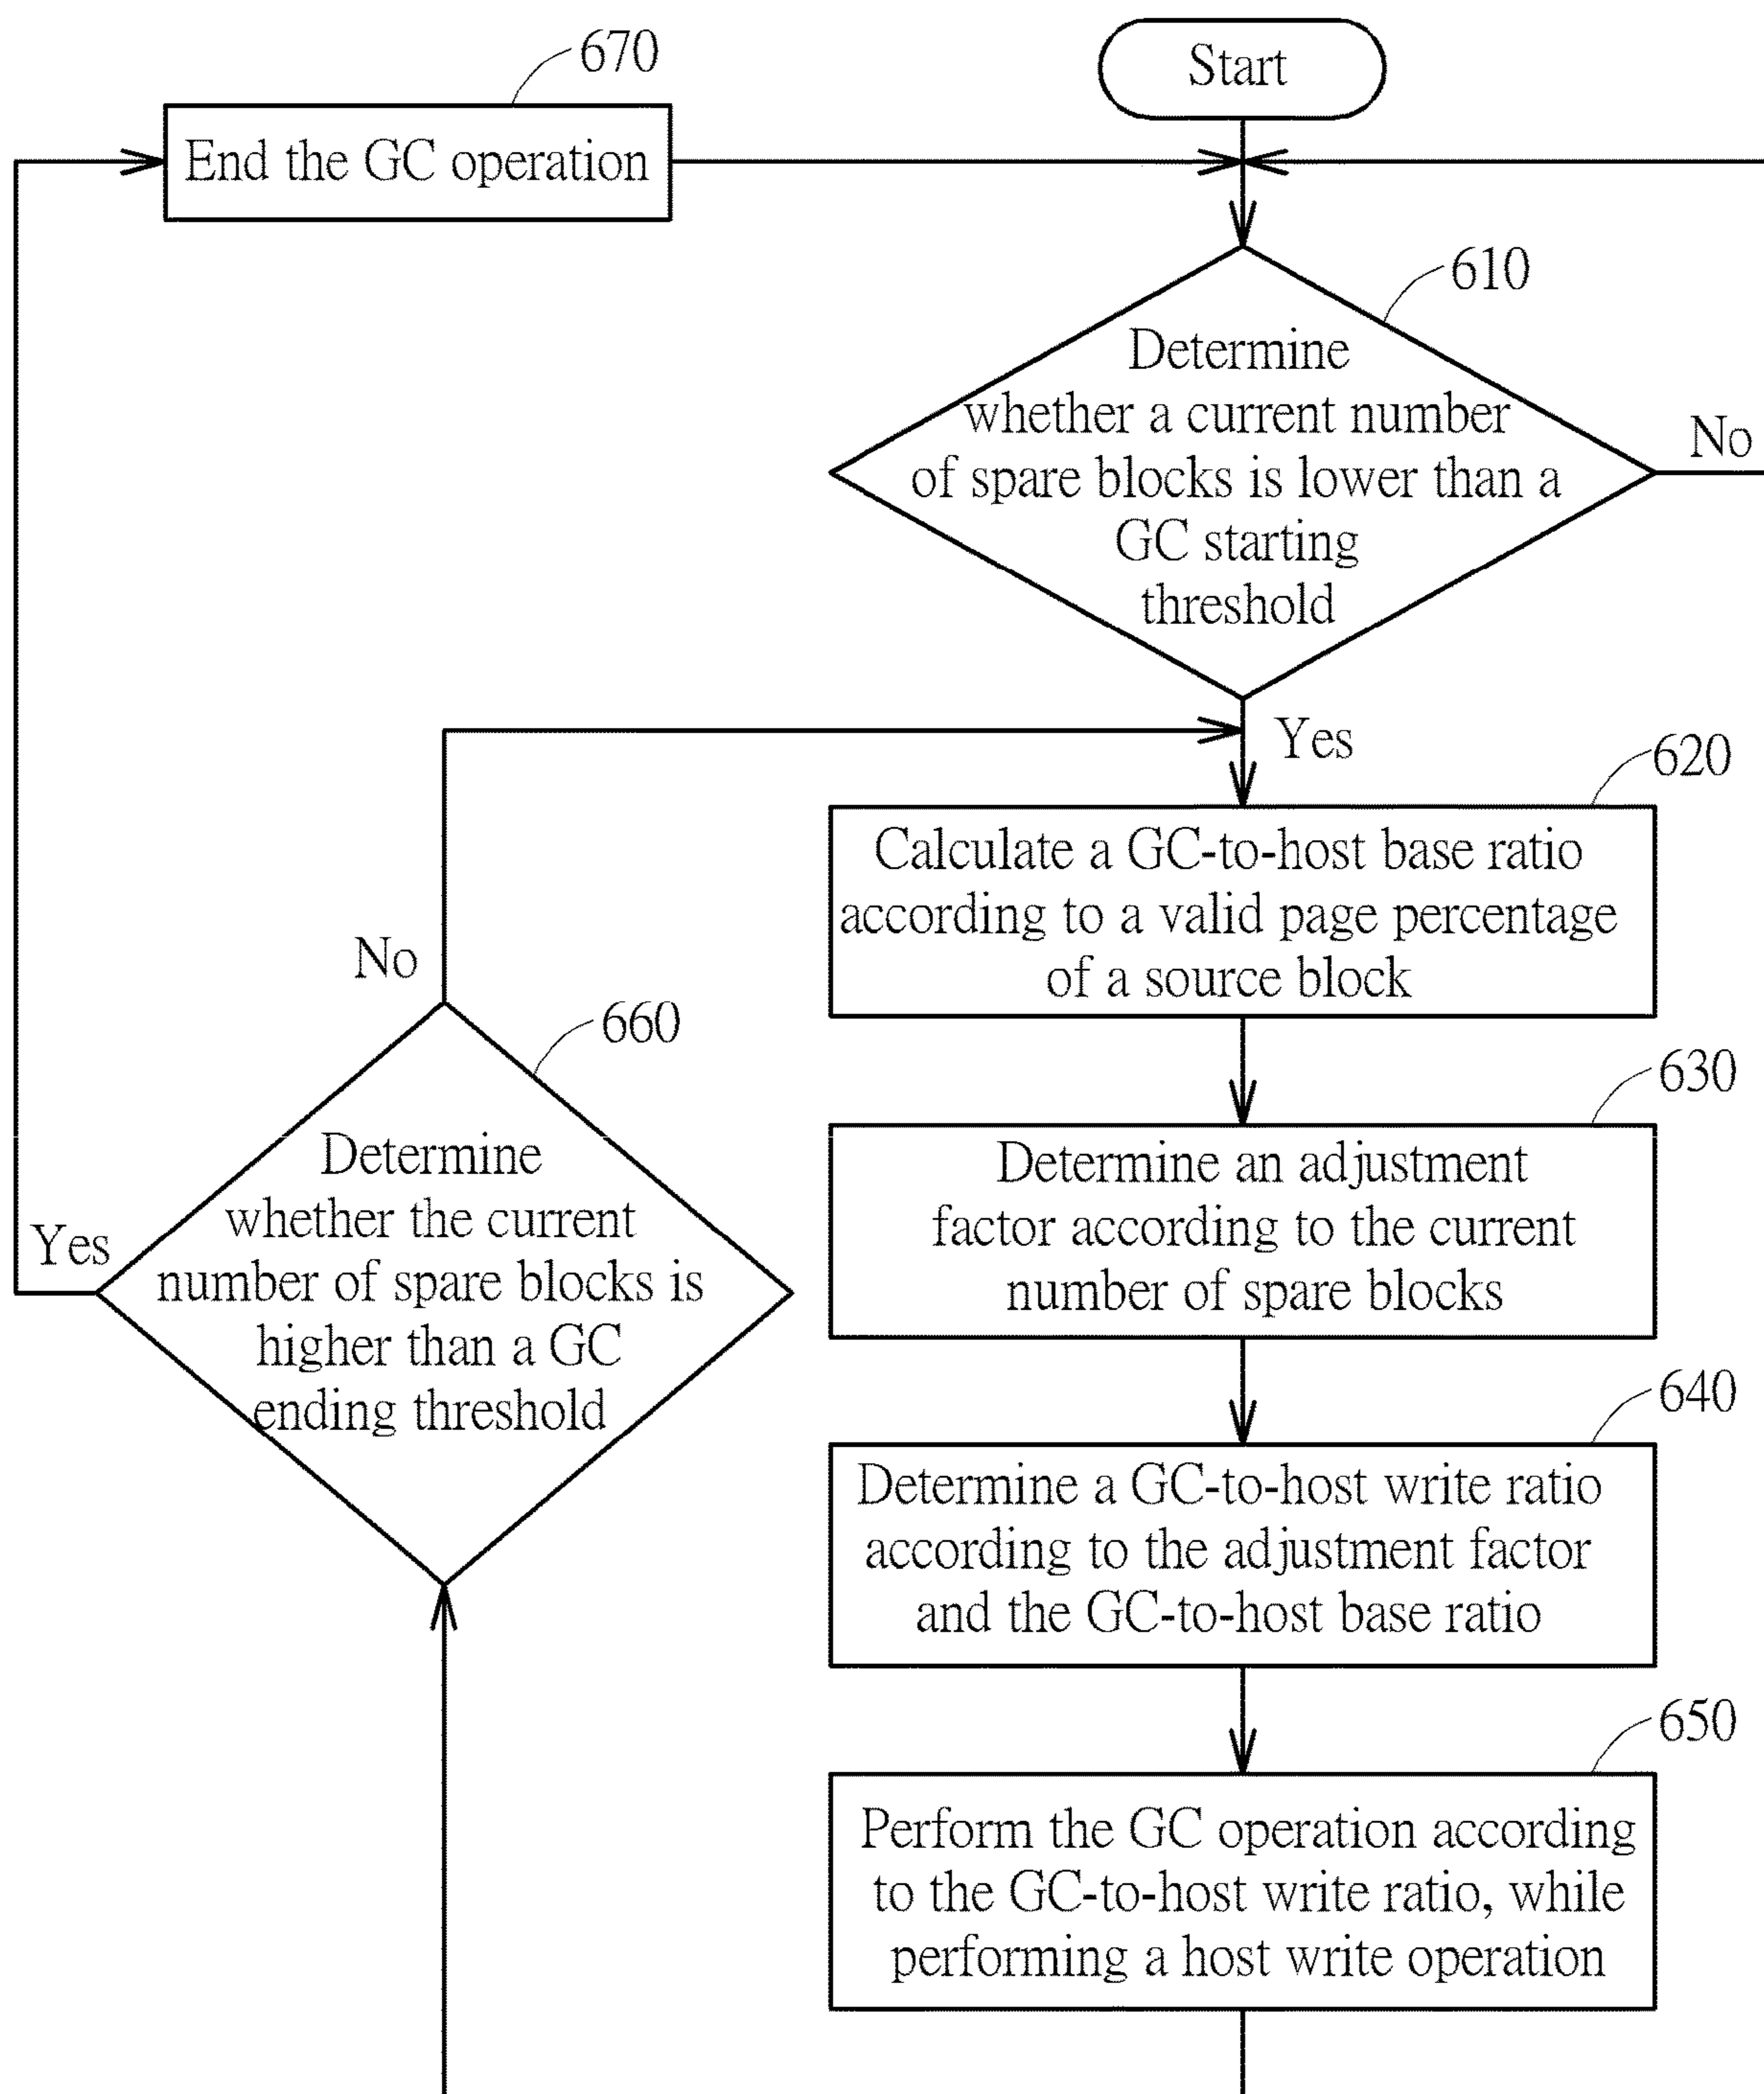 Start
670
End the GC operation
610
Determine
whether a current number
of spare blocks is lower than a
GC starting
threshold
No
Yes
620
Calculate a GC-to-host base ratio
according to a valid page percentage
of a source block
630
Determine an adjustment
factor according to the current
number of spare blocks
640
Determine a GC-to-host write ratio
according to the adjustment factor
and the GC-to-host base ratio
650
Perform the GC operation according
to the GC-to-host write ratio, while
performing a host write operation
660
Determine
whether the current
number of spare blocks is
higher than a GC
ending threshold
No
Yes